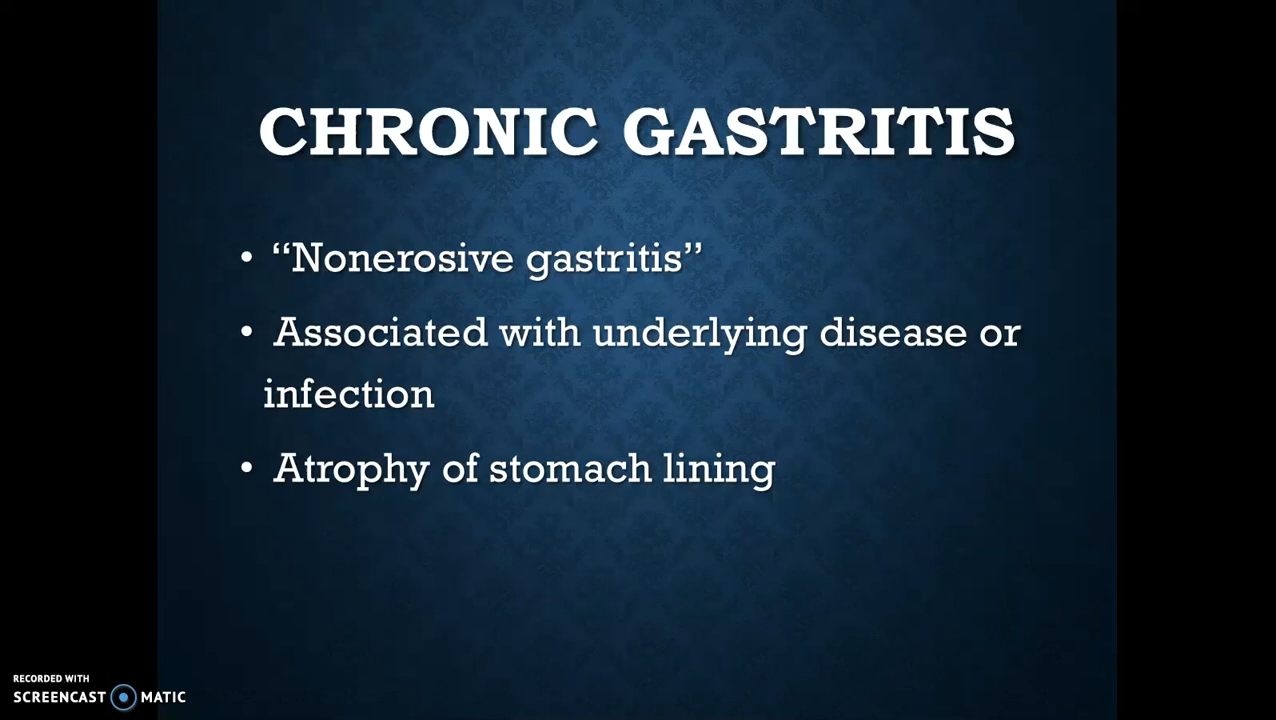 CHRONIC GASTRITIS
• “Nonerosive gastritis”
• Associated with underlying disease or
infection
• Atrophy of stomach lining
RECORDED WITH
SCREENCAST MATIC